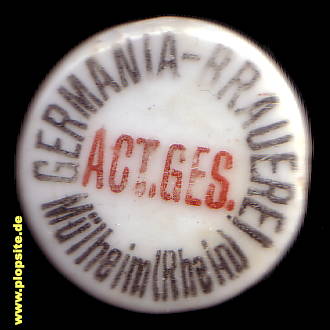 GERMANIA-BRAUEREI
ACT.GES.
Mülheim(Rhein)
www.plopsite.de